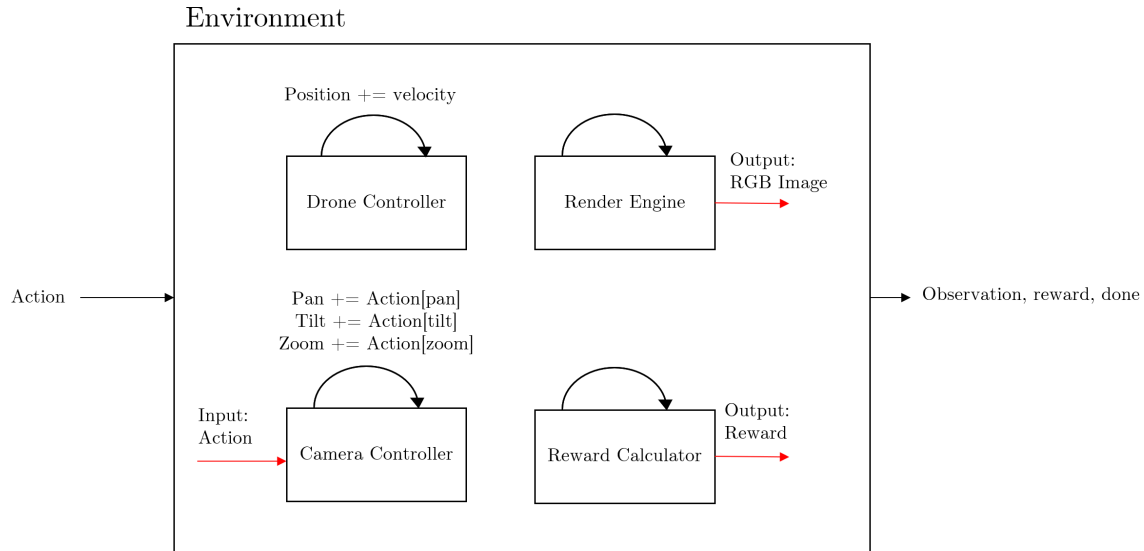 Environment
Position += velocity
Drone Controller
Render Engine
Output:
RGB Image
Action
Pan += Action[pan]
Tilt += Action[tilt]
Zoom += Action[zoom]
Observation, reward, done
Input:
Action
Camera Controller
Reward Calculator
Output:
Reward